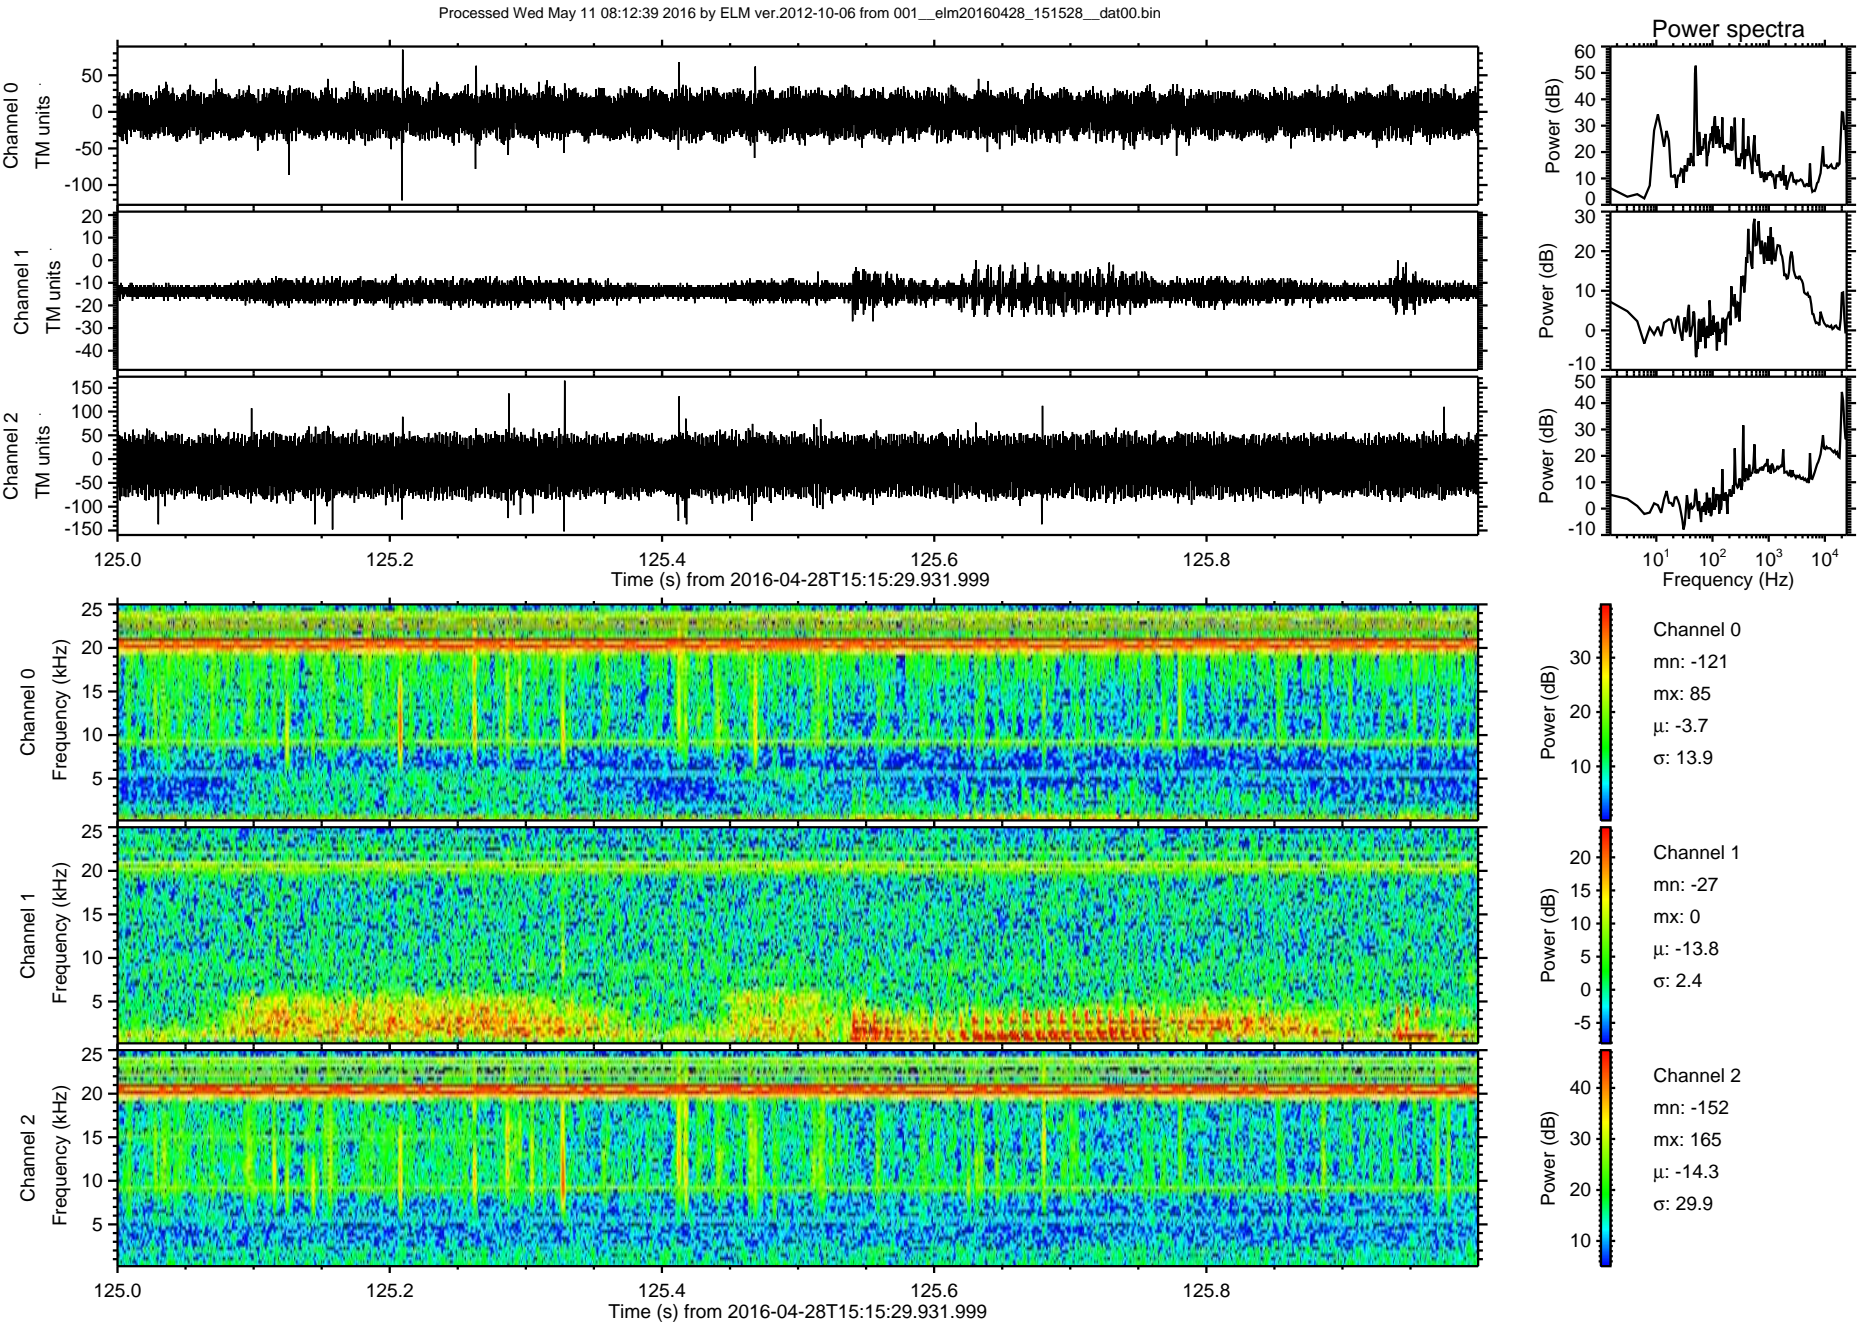 Processed Wed May 11 08:12:39 2016 by ELM ver.2012-10-06 from 001__elm20160428_151528__dat00.bin
Power spectra
Channel 0
TM units
50
0
-50
-100
Power (dB)
60
50
40
30
20
10
0
Channel 1
TM units
20
10
0
-10
-20
-30
-40
Power (dB)
30
20
10
0
-10
Channel 2
TM units
150
100
50
0
-50
-100
-150
Power (dB)
50
40
30
20
10
0
-10
125.0 125.2 125.4 125.6 125.8
Time (s) from 2016-04-28T15:15:29.931.999
10¹ 10² 10³ 10⁴
Frequency (Hz)
Channel 0
Frequency (kHz)
25
20
15
10
5
Power (dB)
30
20
10
Channel 0
mn: -121
mx: 85
μ: -3.7
σ: 13.9
Channel 1
Frequency (kHz)
25
20
15
10
5
Power (dB)
20
15
10
5
0
-5
Channel 1
mn: -27
mx: 0
μ: -13.8
σ: 2.4
Channel 2
Frequency (kHz)
25
20
15
10
5
Power (dB)
40
30
20
10
Channel 2
mn: -152
mx: 165
μ: -14.3
σ: 29.9
125.0 125.2 125.4 125.6 125.8
Time (s) from 2016-04-28T15:15:29.931.999